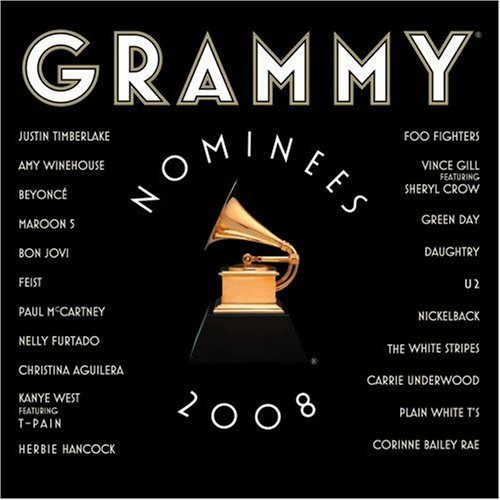 GRAMMY®
NOMINEES
JUSTIN TIMBERLAKE
AMY WINEHOUSE
BEYONCÉ
MAROON 5
BON JOVI
FEIST
PAUL McCARTNEY
NELLY FURTADO
CHRISTINA AGUILERA
KANYE WEST
FEATURING
T-PAIN
HERBIE HANCOCK
FOO FIGHTERS
VINCE GILL
FEATURING
SHERYL CROW
GREEN DAY
DAUGHTRY
U2
NICKELBACK
THE WHITE STRIPES
CARRIE UNDERWOOD
PLAIN WHITE T'S
CORINNE BAILEY RAE
®
2008